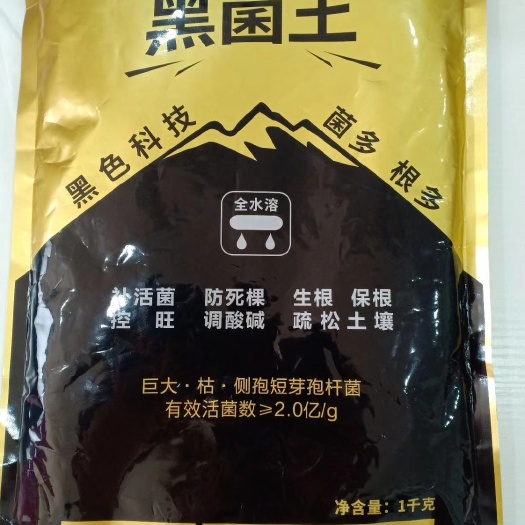 黑菌土
黑色科技 菌多 根多
全水溶
补活菌 防死棵 生根 保根
控 旺 调酸碱 疏松土壤
巨大·枯·侧孢短芽孢杆菌
有效活菌数≥2.0亿/g
净含量：1千克